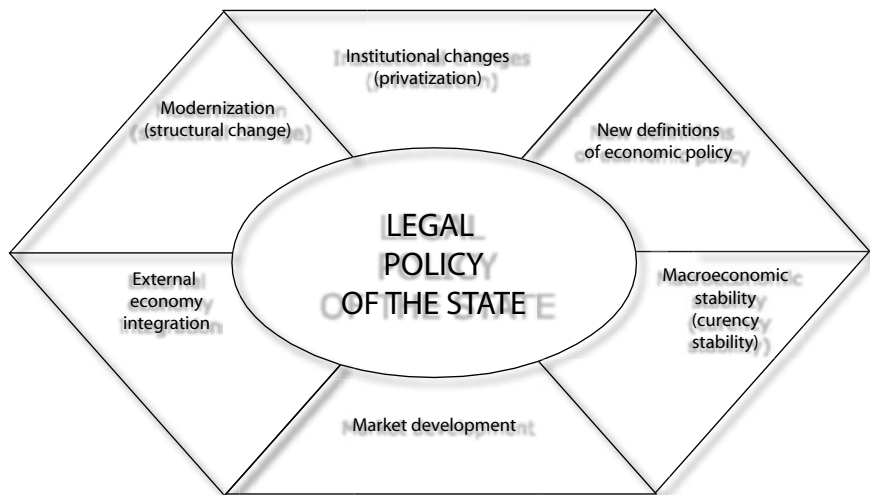 Institutional changes
(privatization)
Modernization
(structural change)
New definitions
of economic policy
LEGAL
POLICY
OF THE STATE
External
economy
integration
Macroeconomic
stability
(curency
stability)
Market development